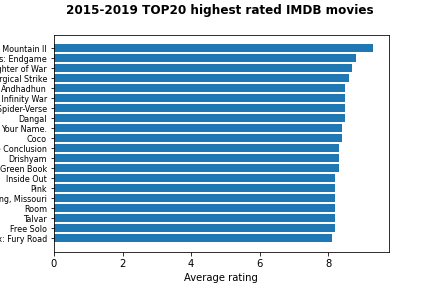 2015-2019 TOP20 highest rated IMDB movies
Mountain II
s: Endgame
hter of War
rgical Strike
Andhadhun
Infinity War
Spider-Verse
Dangal
Your Name.
Coco
Conclusion
Drishyam
Green Book
Inside Out
Pink
ng, Missouri
Room
Talvar
Free Solo
x: Fury Road
0 2 4 6 8
Average rating